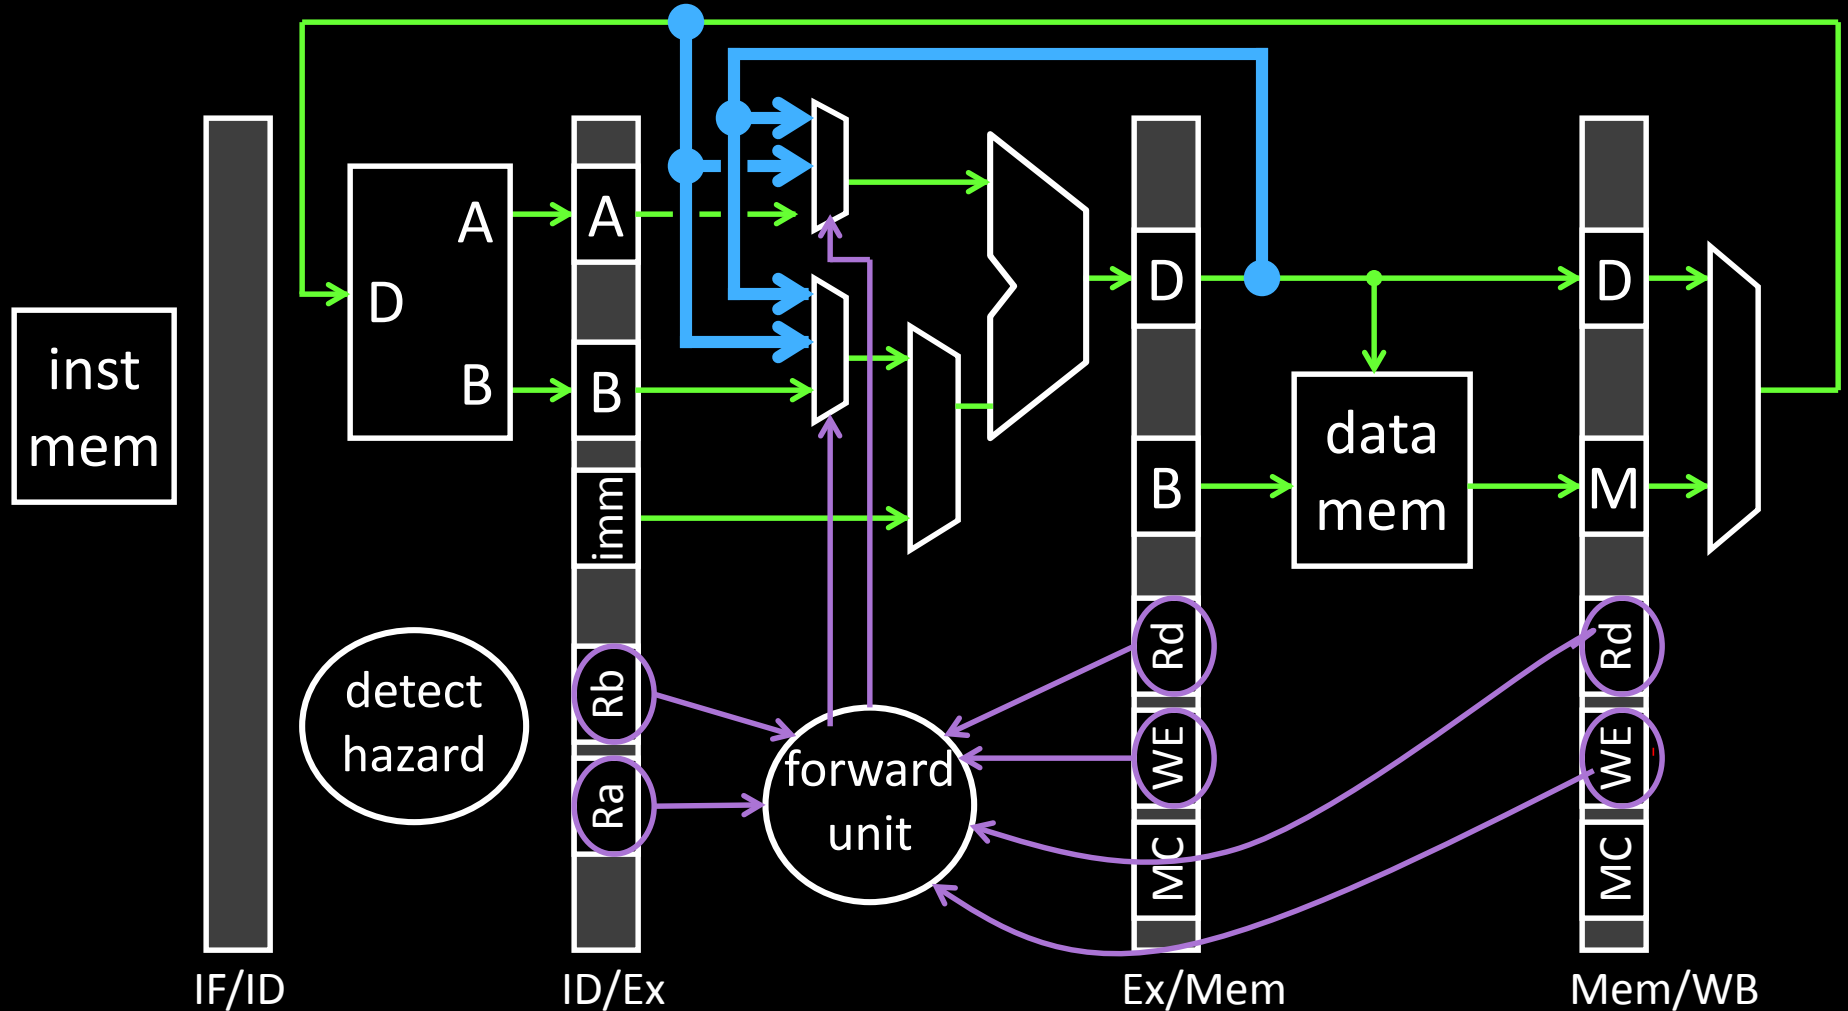 inst
mem
A
D
B
detect
hazard
A
B
imm
Rb
Ra
forward
unit
D
B
Rd
WE
MC
data
mem
D
M
Rd
WE
MC
IF/ID
ID/Ex
Ex/Mem
Mem/WB